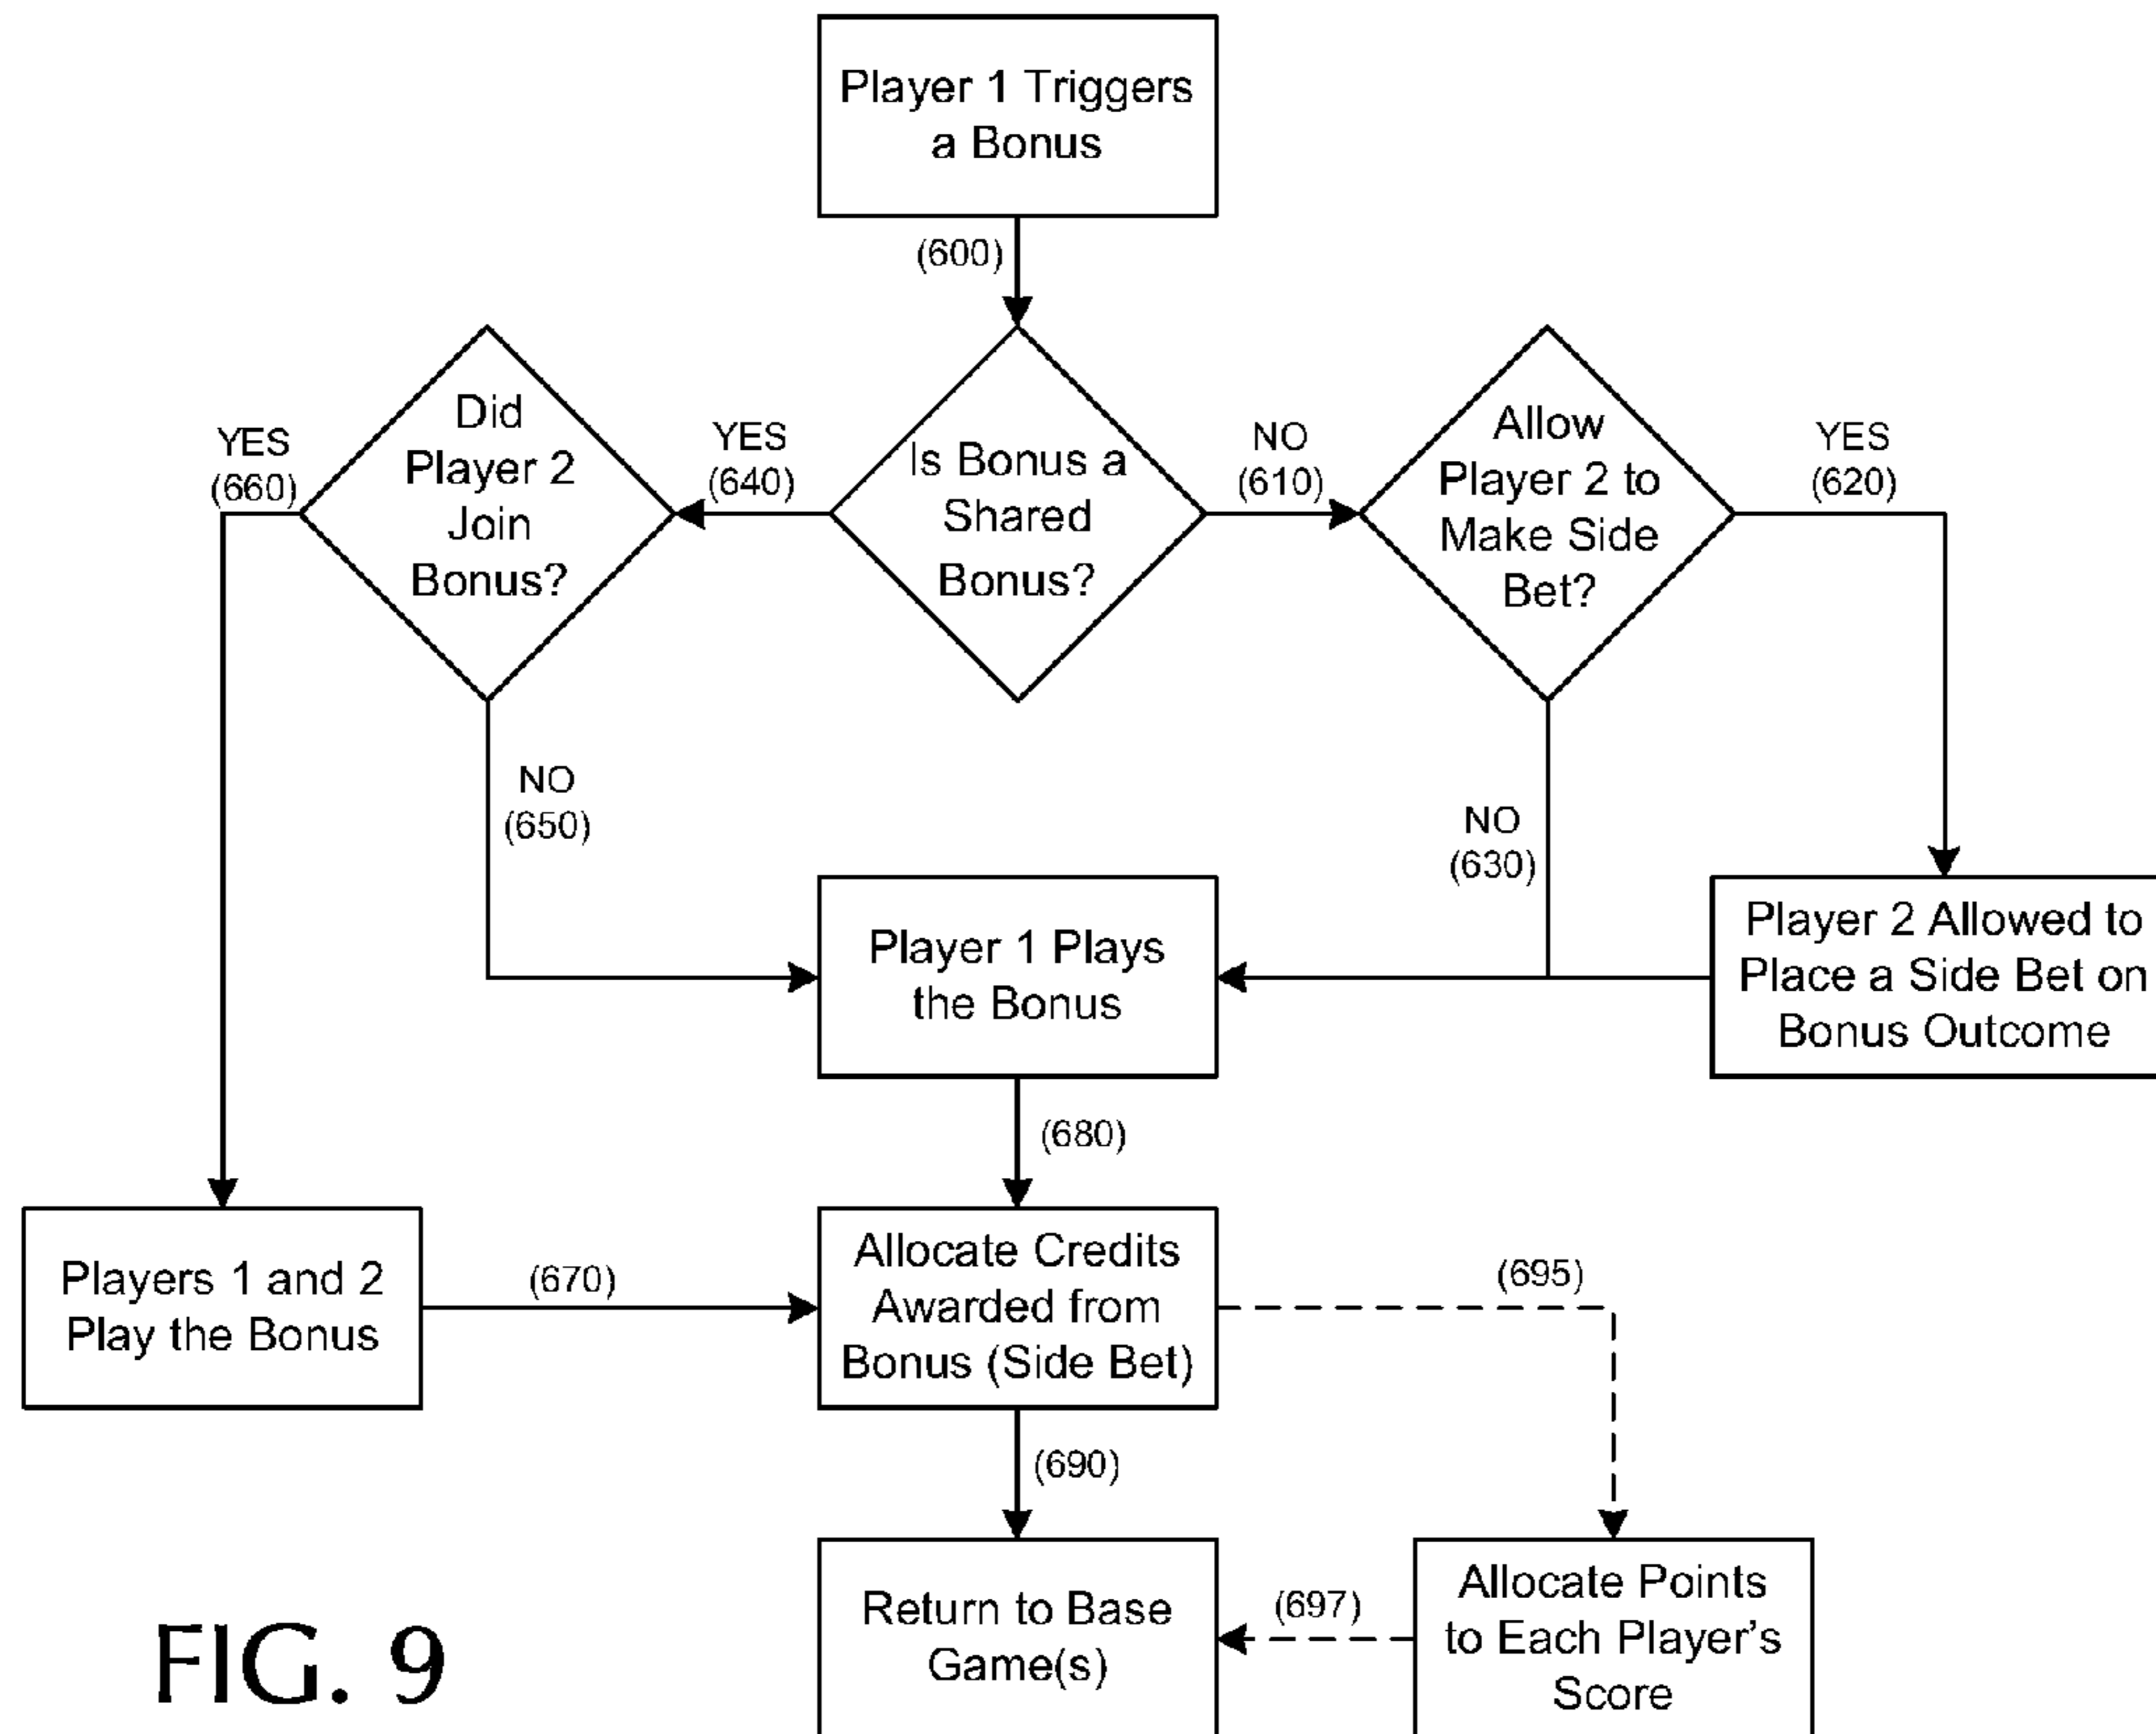 Player 1 Triggers
a Bonus
(600)
Did
Player 2
Join
Bonus?
YES
(660)
YES
(640)
Is Bonus a
Shared
Bonus?
NO
(610)
Allow
Player 2 to
Make Side
Bet?
YES
(620)
NO
(650)
NO
(630)
Player 1 Plays
the Bonus
Player 2 Allowed to
Place a Side Bet on
Bonus Outcome
(680)
Players 1 and 2
Play the Bonus
(670)
Allocate Credits
Awarded from
Bonus (Side Bet)
(695)
(690)
Return to Base
Game(s)
(697)
Allocate Points
to Each Player’s
Score
FIG. 9